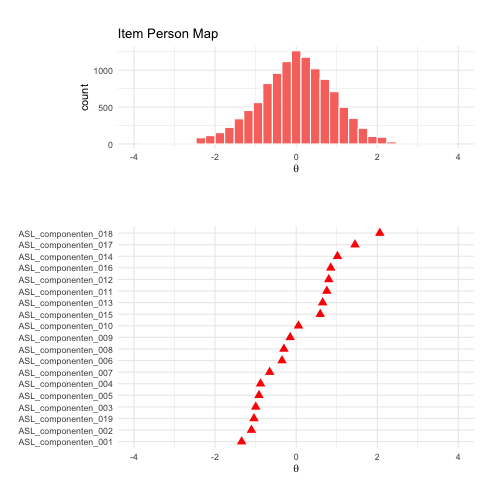 Item Person Map
count
1000
500
0
-4 -2 0 2 4
θ
ASL_componenten_018
ASL_componenten_017
ASL_componenten_014
ASL_componenten_016
ASL_componenten_012
ASL_componenten_011
ASL_componenten_013
ASL_componenten_015
ASL_componenten_010
ASL_componenten_009
ASL_componenten_008
ASL_componenten_006
ASL_componenten_007
ASL_componenten_004
ASL_componenten_005
ASL_componenten_003
ASL_componenten_019
ASL_componenten_002
ASL_componenten_001
-4 -2 0 2 4
θ